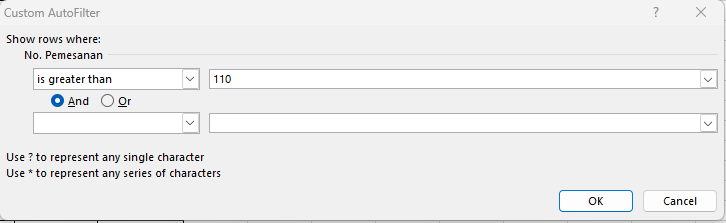 Custom AutoFilter
Show rows where:
No. Pemesanan
is greater than 110
And Or
Use ? to represent any single character
Use * to represent any series of characters
OK Cancel